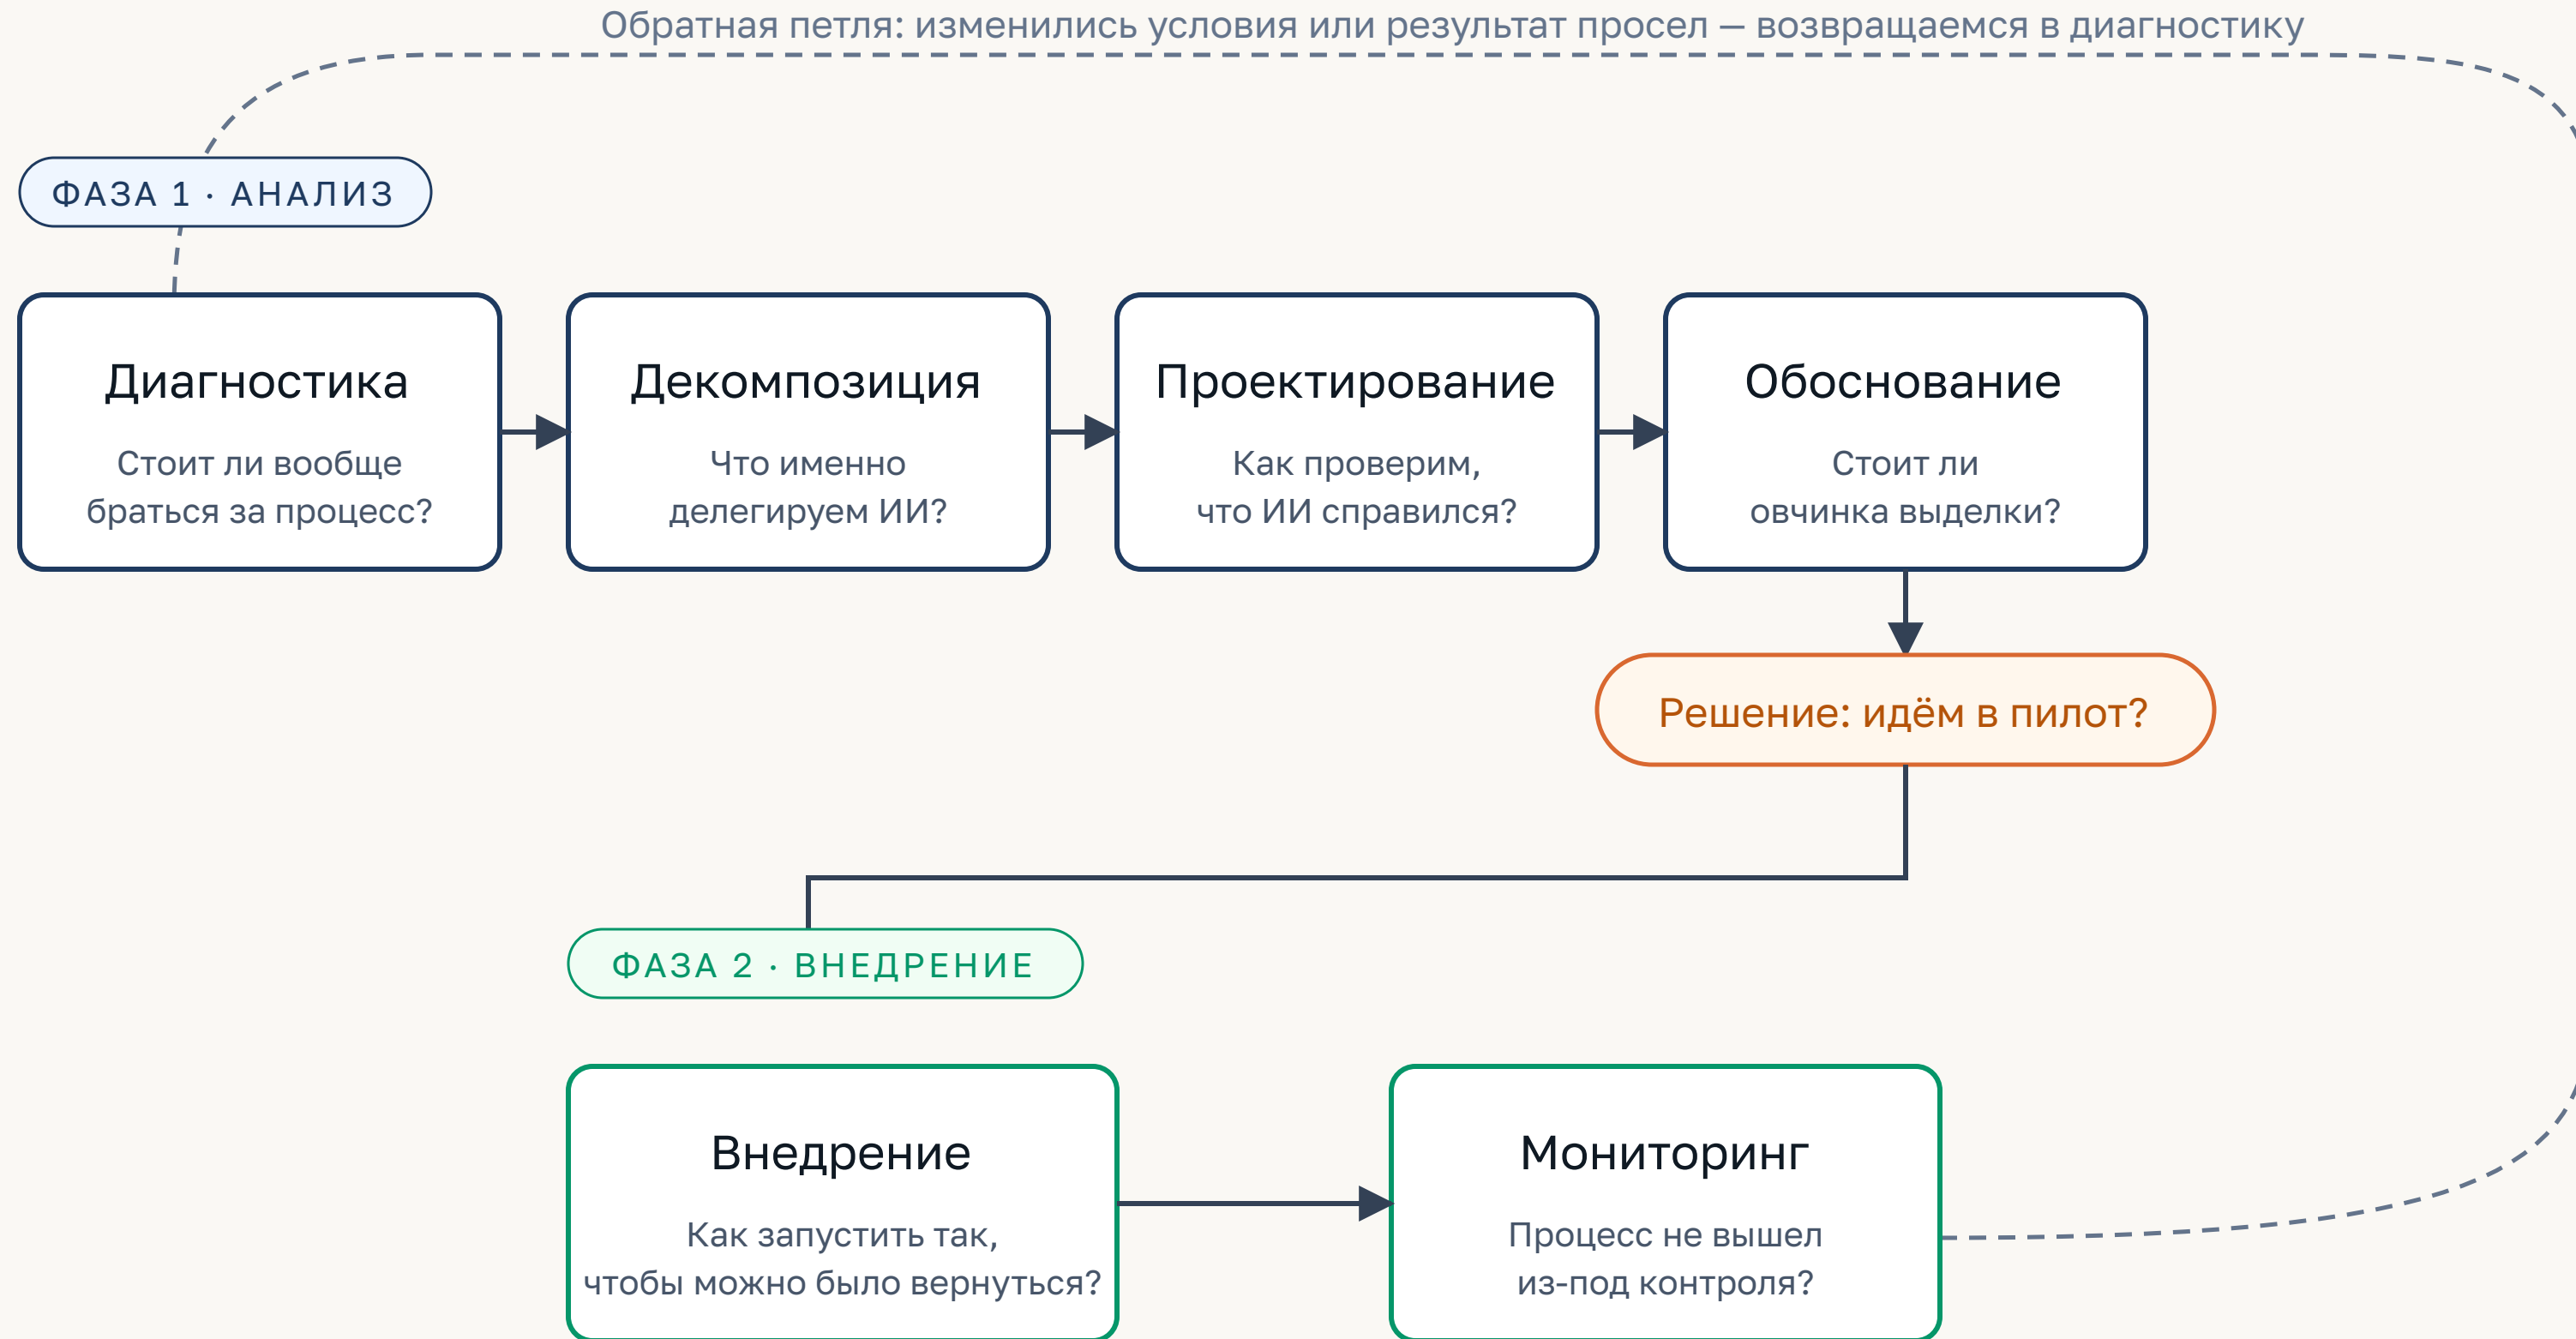 Обратная петля: изменились условия или результат просел — возвращаемся в диагностику
ФАЗА 1 · АНАЛИЗ
Диагностика
Стоит ли вообще
браться за процесс?
Декомпозиция
Что именно
делегируем ИИ?
Проектирование
Как проверим,
что ИИ справился?
Обоснование
Стоит ли
овчинка выделки?
Решение: идём в пилот?
ФАЗА 2 · ВНЕДРЕНИЕ
Внедрение
Как запустить так,
чтобы можно было вернуться?
Мониторинг
Процесс не вышел
из-под контроля?